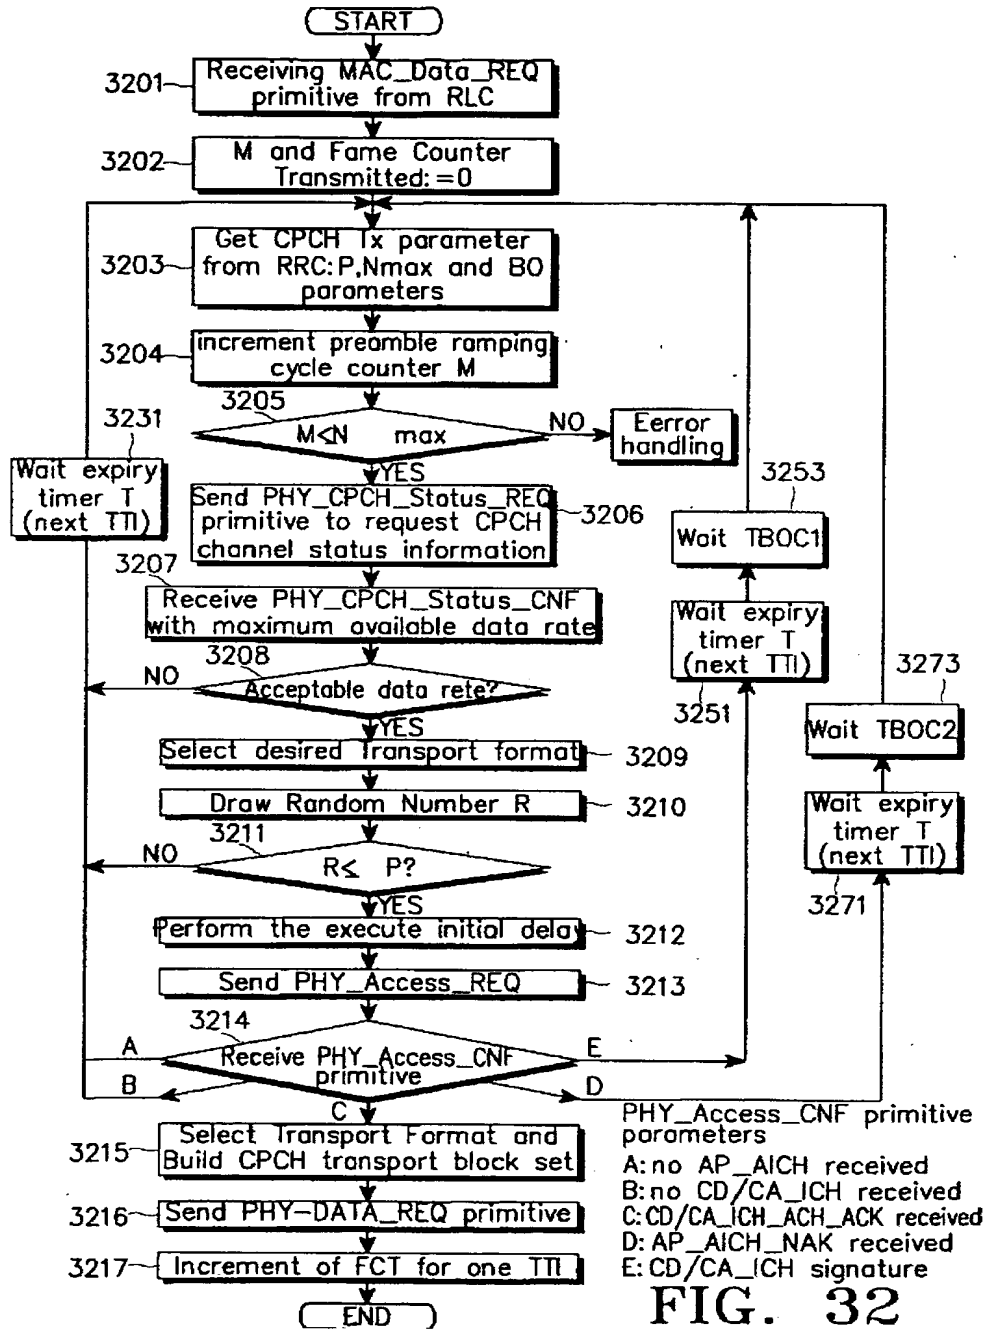 START
3201
Receiving MAC_Data_REQ
primitive from RLC
3202
M and Fame Counter
Transmitted:=0
3203
Get CPCH Tx parameter
from RRC:P,Nmax and BO
parameters
3204
increment preamble ramping
cycle counter M
3205
M<N max
NO
Eerror
handling
YES
3231
Wait expiry
timer T
(next TTI)
Send PHY_CPCH_Status_REQ
primitive to request CPCH
channel status information
3206
3253
Wait TBOC1
3207
Receive PHY_CPCH_Status_CNF
with maximum available data rate
Wait expiry
timer T
(next TTI)
3251
3208
NO
Acceptable data rete?
YES
3273
Wait TBOC2
Select desired Transport format
3209
Draw Random Number R
3210
Wait expiry
timer T
(next TTI)
3271
3211
NO
R≤ P?
YES
Perform the execute initial delay
3212
Send PHY_Access_REQ
3213
3214
A
Receive PHY_Access_CNF
primitive
E
B
D
C
3215
Select Transport Format and
Build CPCH transport block set
3216
Send PHY-DATA_REQ primitive
3217
Increment of FCT for one TTI
END
PHY_Access_CNF primitive
parameters
A:no AP_AICH received
B:no CD/CA_ICH received
C:CD/CA_ICH_ACH_ACK received
D:AP_AICH_NAK received
E:CD/CA_ICH signature
FIG. 32